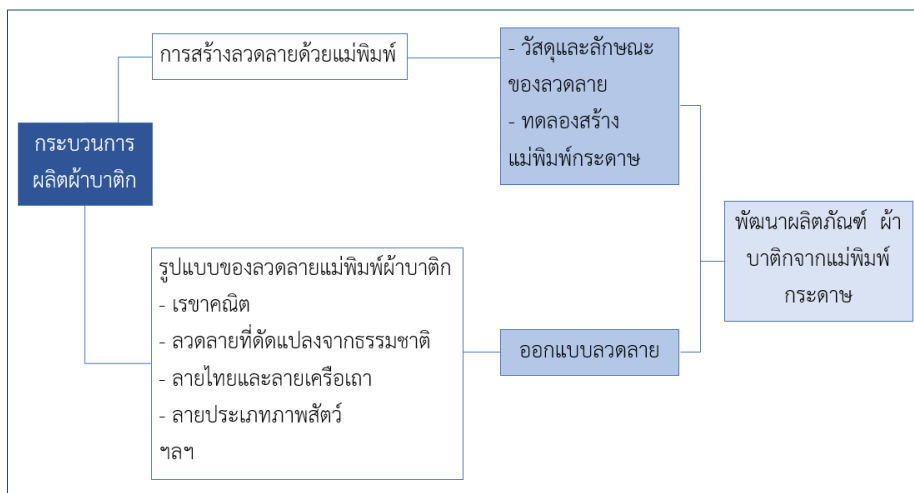 กระบวนการ
ผลิตผ้าบาติก
การสร้างลวดลายด้วยแม่พิมพ์
- วัสดุและลักษณะ
ของลวดลาย
- ทดลองสร้าง
แม่พิมพ์กระดาษ
รูปแบบของลวดลายแม่พิมพ์ผ้าบาติก
- เรขาคณิต
- ลวดลายที่ดัดแปลงจากธรรมชาติ
- ลายไทยและลายเครือเถา
- ลายประเภทภาพสัตว์
ฯลฯ
ออกแบบลวดลาย
พัฒนาผลิตภัณฑ์ ผ้า
บาติกจากแม่พิมพ์
กระดาษ